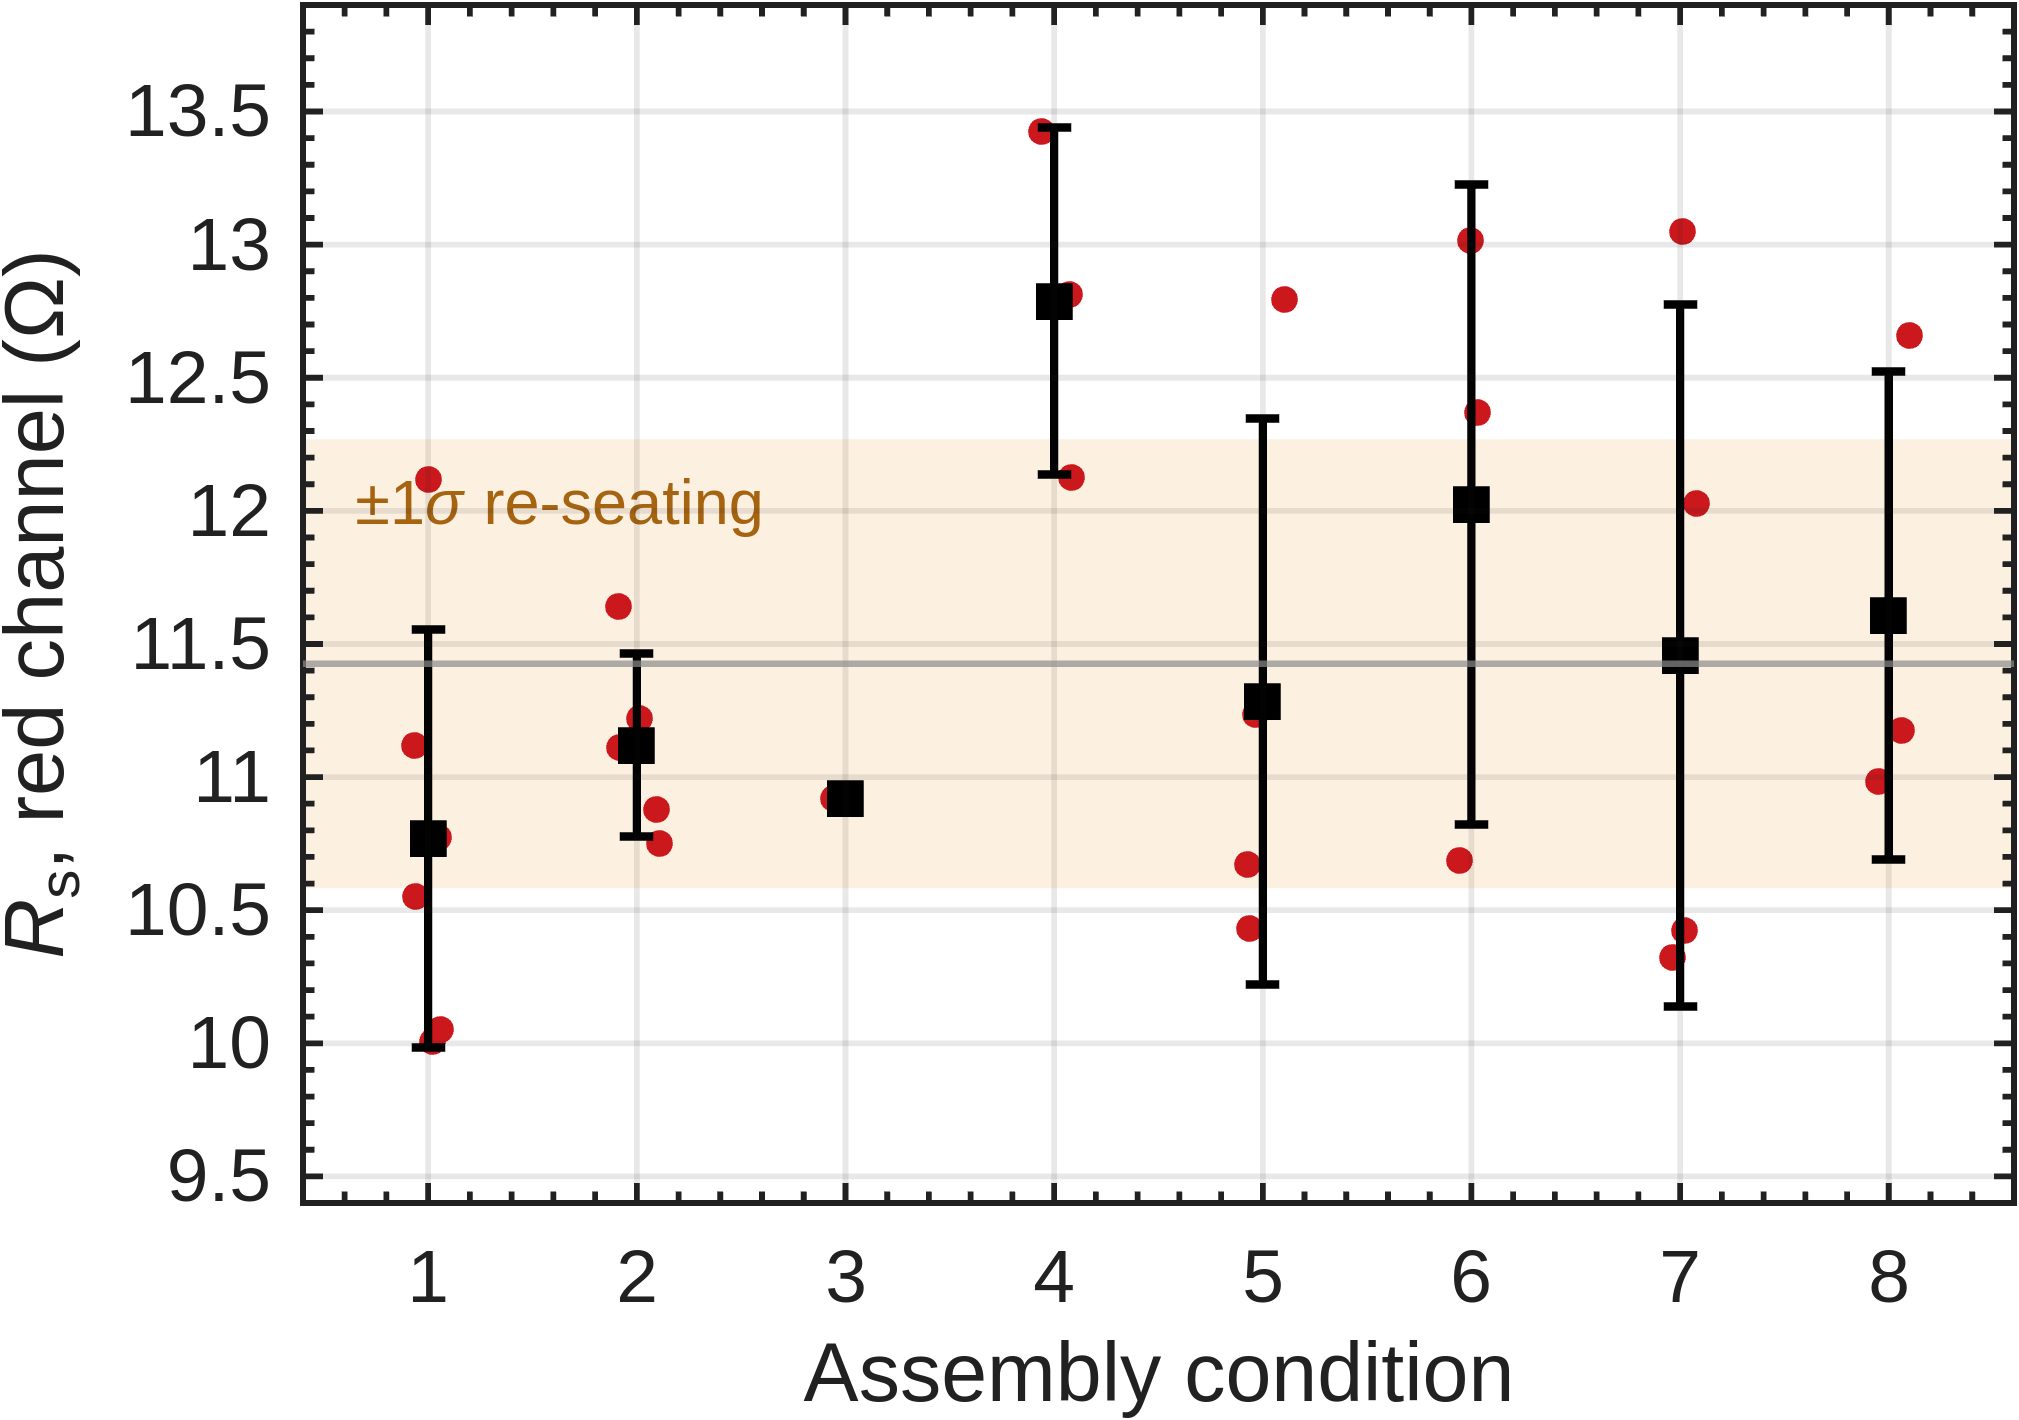 13.5
13
12.5
12
11.5
11
10.5
10
9.5
Rs, red channel (Ω)
±1σ re-seating
1 2 3 4 5 6 7 8
Assembly condition